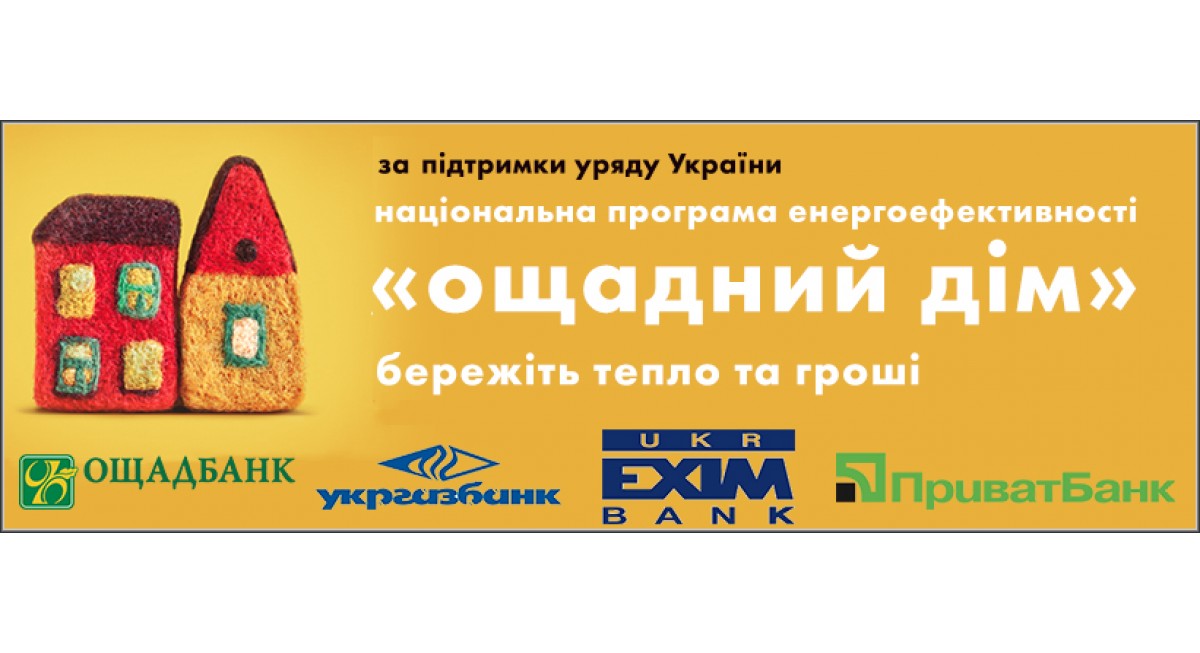 за підтримки уряду України
національна програма енергоефективності
«ощадний дім»
бережіть тепло та гроші
ОЩАДБАНК
укргазбанк
UKR
EXIM
BANK
ПриватБанк